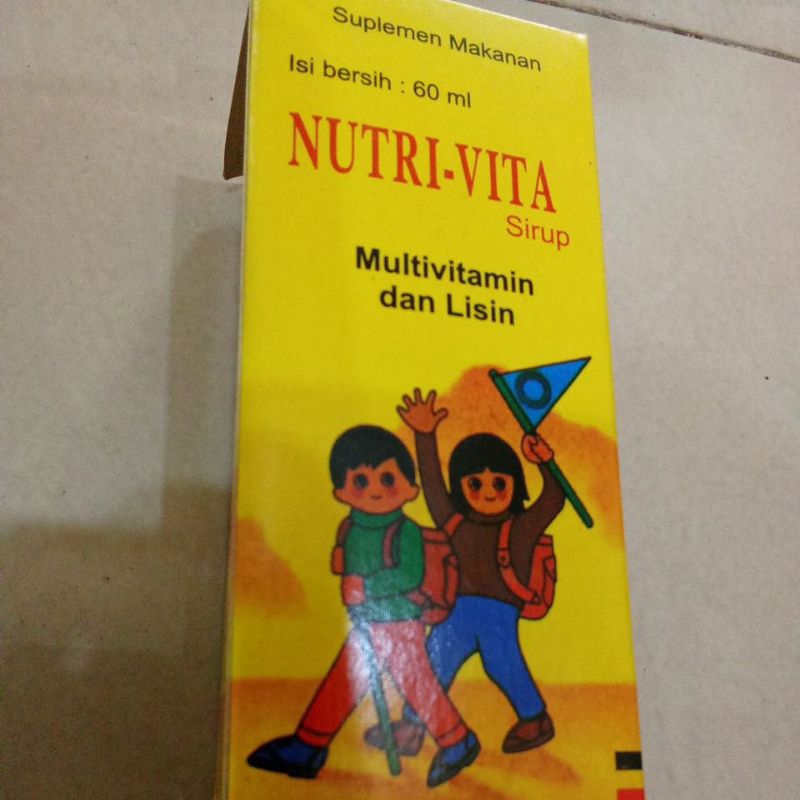 Suplemen Makanan
Isi bersih : 60 ml
NUTRI-VITA
Sirup
Multivitamin
dan Lisin